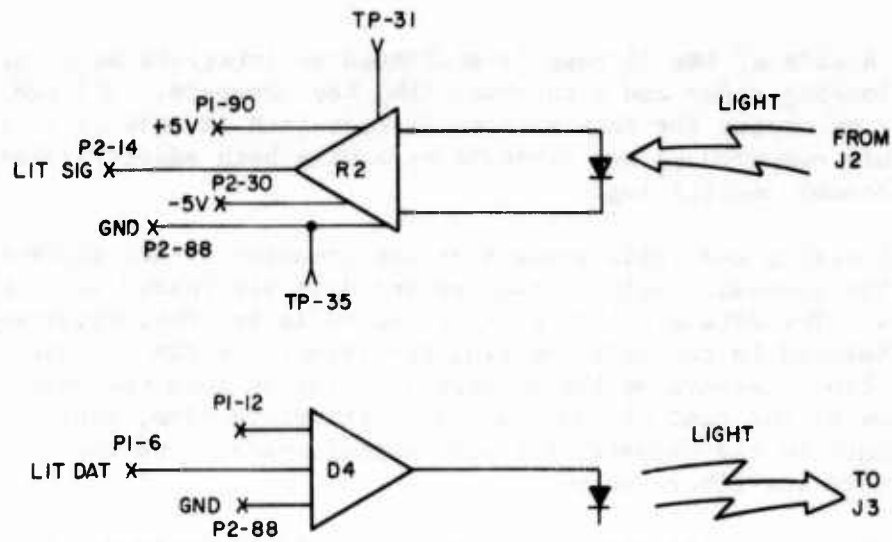 TP-31
P1-90
+5V
LIGHT
P2-14
LIT SIG
R2
FROM
J2
P2-30
-5V
GND
P2-88
TP-35
P1-12
P1-6
LIT DAT
D4
LIGHT
TO
J3
GND
P2-88